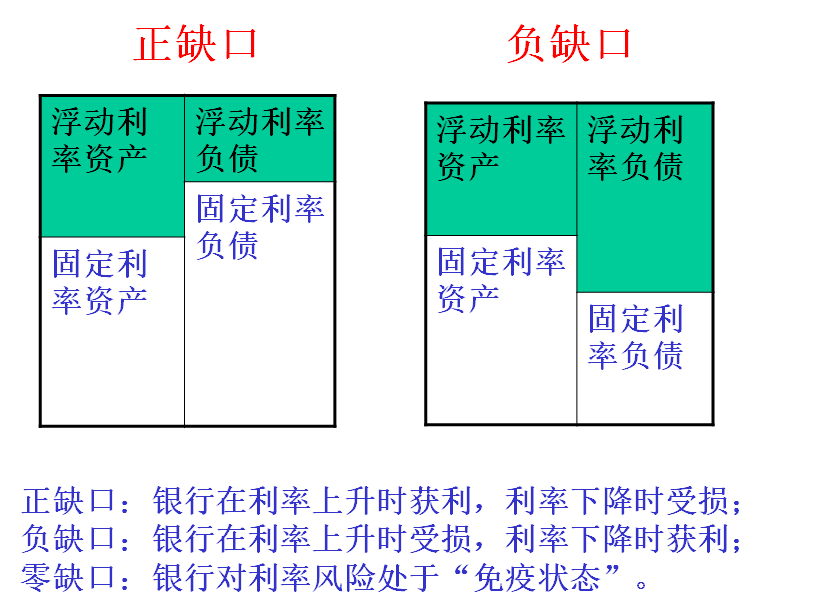 正缺口
负缺口
浮动利
率资产
浮动利率
负债
固定利率
负债
固定利
率资产
浮动利率
资产
浮动利
率负债
固定利率
资产
固定利
率负债
正缺口：银行在利率上升时获利，利率下降时受损；
负缺口：银行在利率上升时受损，利率下降时获利；
零缺口：银行对利率风险处于“免疫状态”。